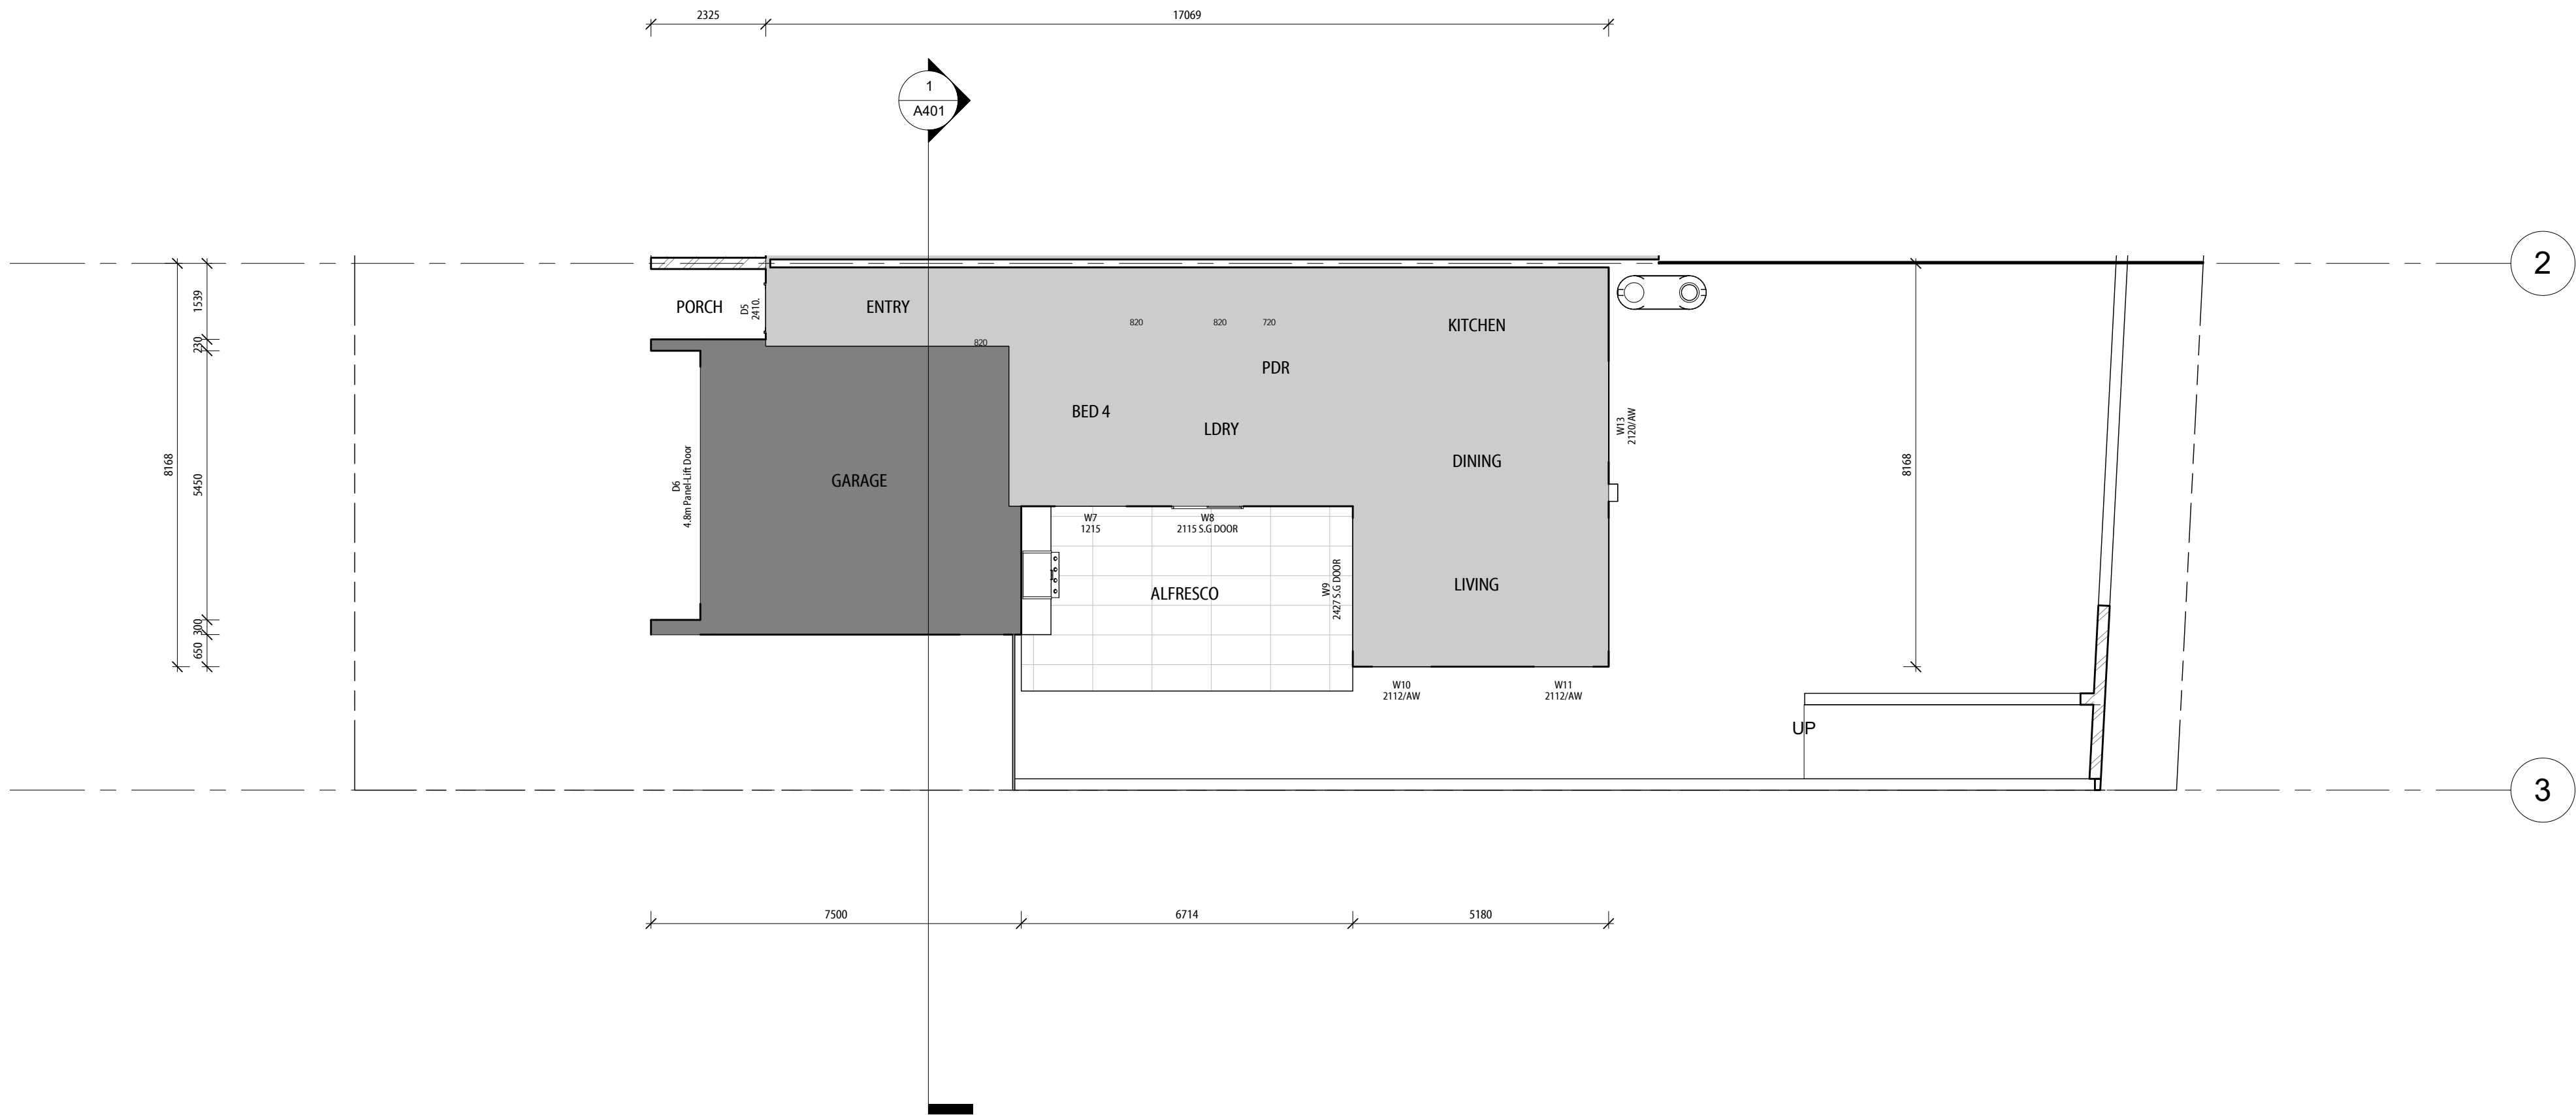 2325
17069
1
A401
2
1539
230
8168
5450
300
650
PORCH
D5
2410.
ENTRY
820
820
820
720
KITCHEN
PDR
BED 4
LDRY
W13
2120/AW
8168
DINING
D6
4.8m Panel-Lift Door
GARAGE
W7
1215
W8
2115 S.G DOOR
W9
2427 S.G DOOR
ALFRESCO
LIVING
W10
2112/AW
W11
2112/AW
UP
3
7500
6714
5180